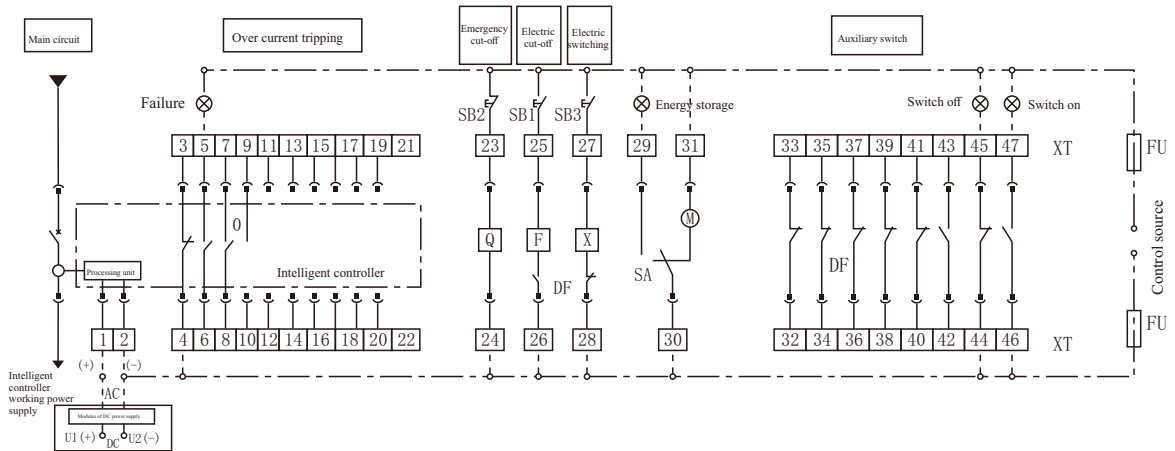 Main circuit
Over current tripping
Emergency
cut-off
Electric
cut-off
Electric
switching
Auxiliary switch
Failure
SB2
SB1
SB3
Energy storage
Switch off
Switch on
3 5 7 9 11 13 15 17 19 21
23
25
27
29
31
33 35 37 39 41 43 45 47
XT
FU
O
M
Q
F
X
SA
DF
DF
Control source
Processing unit
Intelligent controller
1 2
4 6 8 10 12 14 16 18 20 22
24
26
28
30
32 34 36 38 40 42 44 46
XT
FU
(+) (-)
Intelligent
controller
working power
supply
AC
Modules of DC power supply
U1(+) DC U2(-)